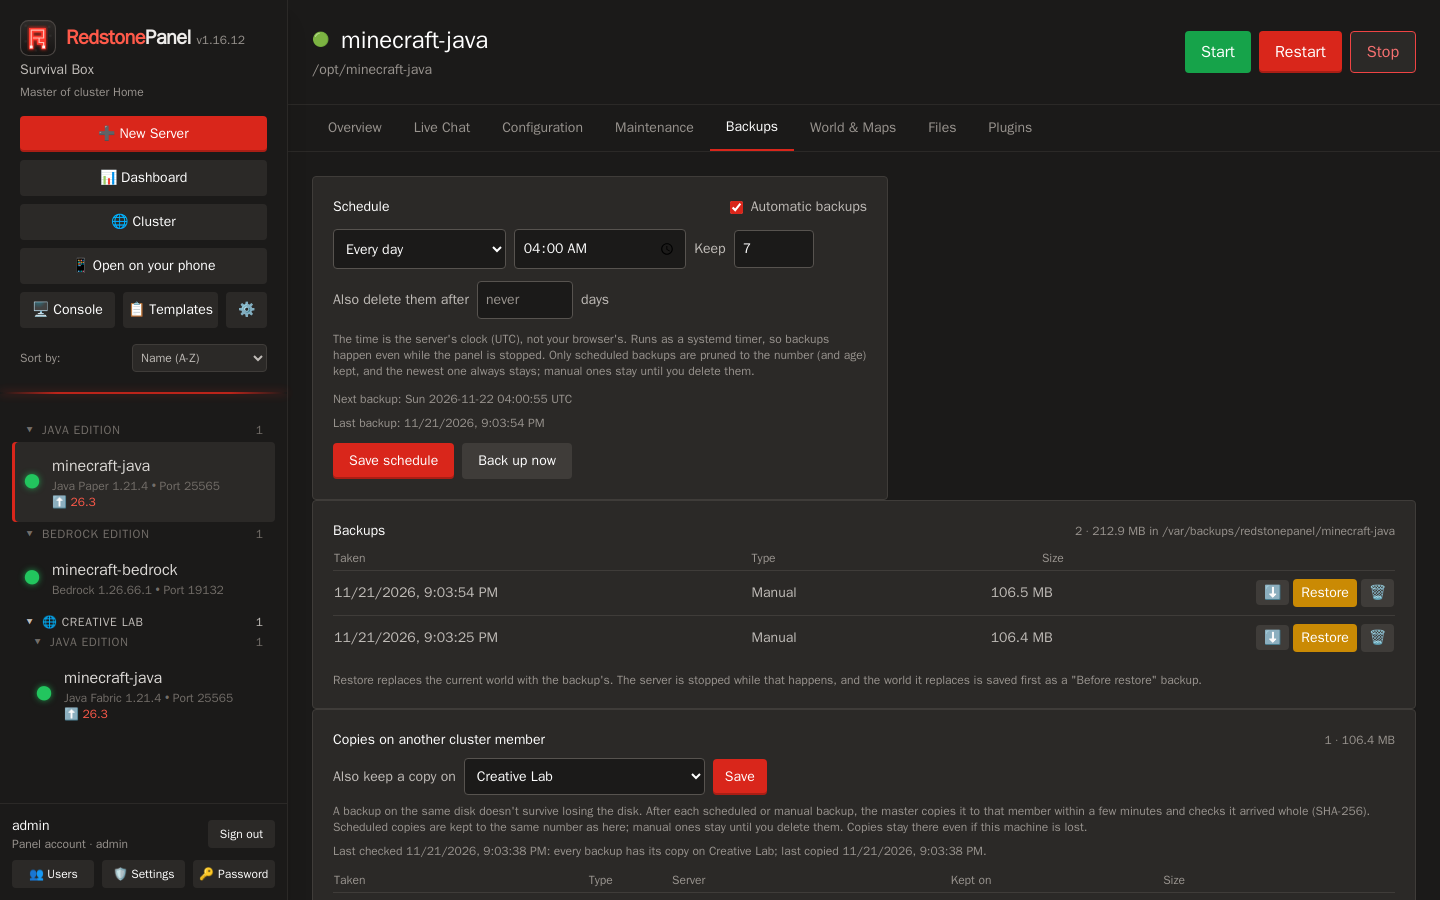 RedstonePanel v1.16.12
Survival Box
Master of cluster Home
New Server
Dashboard
Cluster
Open on your phone
Console Templates
Sort by: Name (A-Z)
JAVA EDITION 1
minecraft-java
Java Paper 1.21.4 • Port 25565
26.3
BEDROCK EDITION 1
minecraft-bedrock
Bedrock 1.26.66.1 • Port 19132
CREATIVE LAB 1
JAVA EDITION 1
minecraft-java
Java Fabric 1.21.4 • Port 25565
26.3
admin
Panel account · admin
Sign out
Users Settings Password
minecraft-java
/opt/minecraft-java
Start Restart Stop
Overview Live Chat Configuration Maintenance Backups World & Maps Files Plugins
Schedule Automatic backups
Every day 04:00 AM Keep 7
Also delete them after never days
The time is the server's clock (UTC), not your browser's. Runs as a systemd timer, so backups
happen even while the panel is stopped. Only scheduled backups are pruned to the number (and age)
kept, and the newest one always stays; manual ones stay until you delete them.
Next backup: Sun 2026-11-22 04:00:55 UTC
Last backup: 11/21/2026, 9:03:54 PM
Save schedule Back up now
Backups 2 · 212.9 MB in /var/backups/redstonepanel/minecraft-java
Taken Type Size
11/21/2026, 9:03:54 PM Manual 106.5 MB Restore
11/21/2026, 9:03:25 PM Manual 106.4 MB Restore
Restore replaces the current world with the backup's. The server is stopped while that happens, and the world it replaces is saved first as a "Before restore" backup.
Copies on another cluster member 1 · 106.4 MB
Also keep a copy on Creative Lab Save
A backup on the same disk doesn't survive losing the disk. After each scheduled or manual backup, the master copies it to that member within a few minutes and checks it arrived whole (SHA-256).
Scheduled copies are kept to the same number as here; manual ones stay until you delete them. Copies stay there even if this machine is lost.
Last checked 11/21/2026, 9:03:38 PM: every backup has its copy on Creative Lab; last copied 11/21/2026, 9:03:38 PM.
Taken Type Server Kept on Size